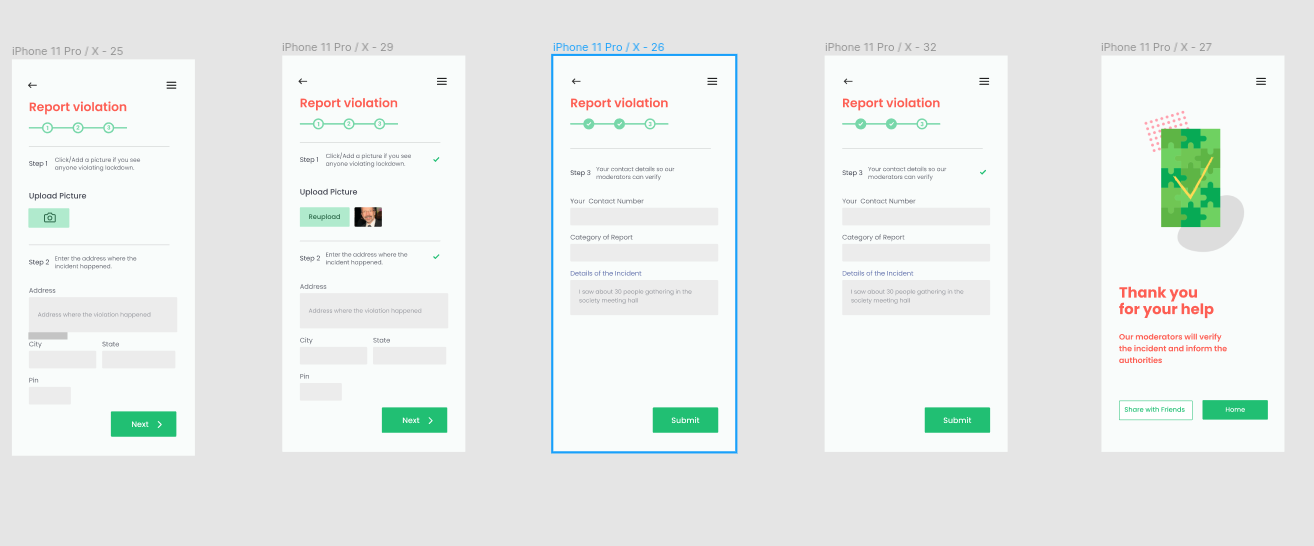 iPhone 11 Pro / X - 25
Report violation
1 2 3
Step 1
Click/Add a picture if you see
anyone violating lockdown.
Upload Picture
Step 2
Enter the address where the
incident happened.
Address
Address where the violation happened
City State
Pin
Next
iPhone 11 Pro / X - 29
Report violation
1 2 3
Step 1
Click/Add a picture if you see
anyone violating lockdown.
Upload Picture
Reupload
Step 2
Enter the address where the
incident happened.
Address
Address where the violation happened
City State
Pin
Next
iPhone 11 Pro / X - 26
Report violation
3
Step 3
Your contact details so our
moderators can verify
Your Contact Number
Category of Report
Details of the Incident
I saw about 30 people gathering in the
society meeting hall
Submit
iPhone 11 Pro / X - 32
Report violation
3
Step 3
Your contact details so our
moderators can verify
Your Contact Number
Category of Report
Details of the Incident
I saw about 30 people gathering in the
society meeting hall
Submit
iPhone 11 Pro / X - 27
Thank you
for your help
Our moderators will verify
the incident and inform the
authorities
Share with Friends
Home